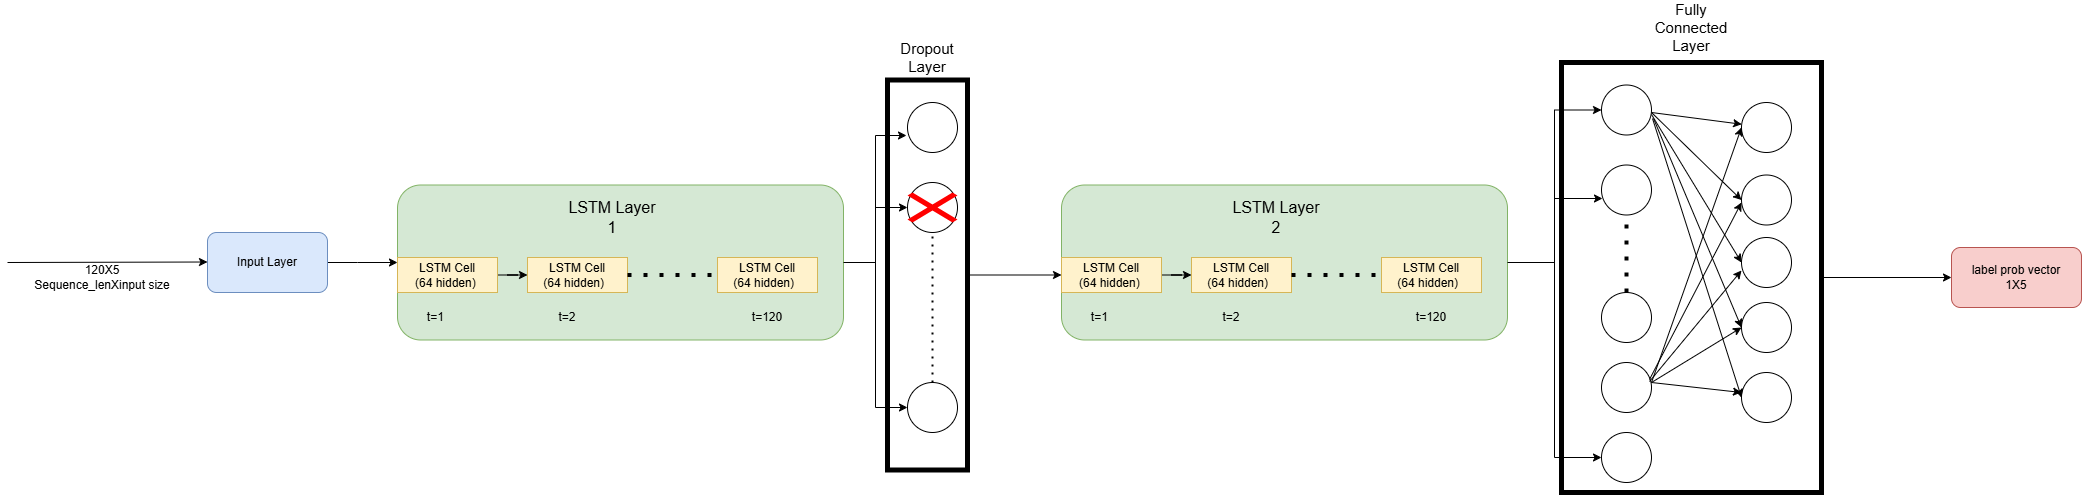 120X5
Sequence_lenXinput size
Input Layer
LSTM Layer
1
LSTM Cell
(64 hidden)
LSTM Cell
(64 hidden)
LSTM Cell
(64 hidden)
t=1
t=2
t=120
Dropout
Layer
LSTM Layer
2
LSTM Cell
(64 hidden)
LSTM Cell
(64 hidden)
LSTM Cell
(64 hidden)
t=1
t=2
t=120
Fully
Connected
Layer
label prob vector
1X5